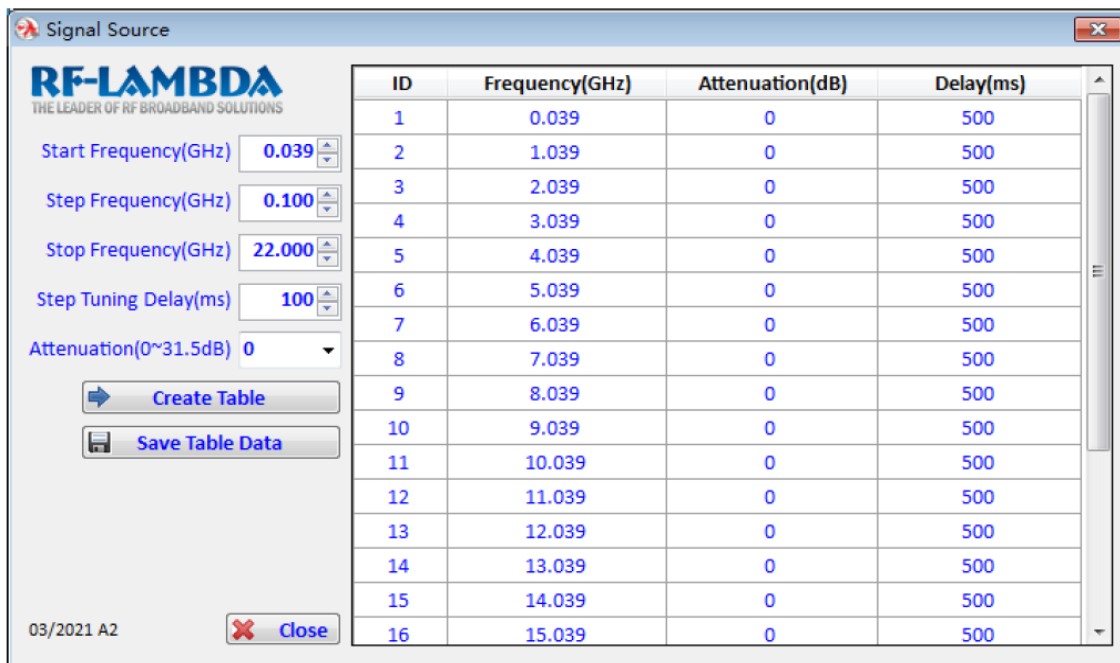 Signal Source
RF-LAMBDA
THE LEADER OF RF BROADBAND SOLUTIONS
Start Frequency(GHz) 0.039
Step Frequency(GHz) 0.100
Stop Frequency(GHz) 22.000
Step Tuning Delay(ms) 100
Attenuation(0~31.5dB) 0
Create Table
Save Table Data
03/2021 A2
Close
ID Frequency(GHz) Attenuation(dB) Delay(ms)
1 0.039 0 500
2 1.039 0 500
3 2.039 0 500
4 3.039 0 500
5 4.039 0 500
6 5.039 0 500
7 6.039 0 500
8 7.039 0 500
9 8.039 0 500
10 9.039 0 500
11 10.039 0 500
12 11.039 0 500
13 12.039 0 500
14 13.039 0 500
15 14.039 0 500
16 15.039 0 500